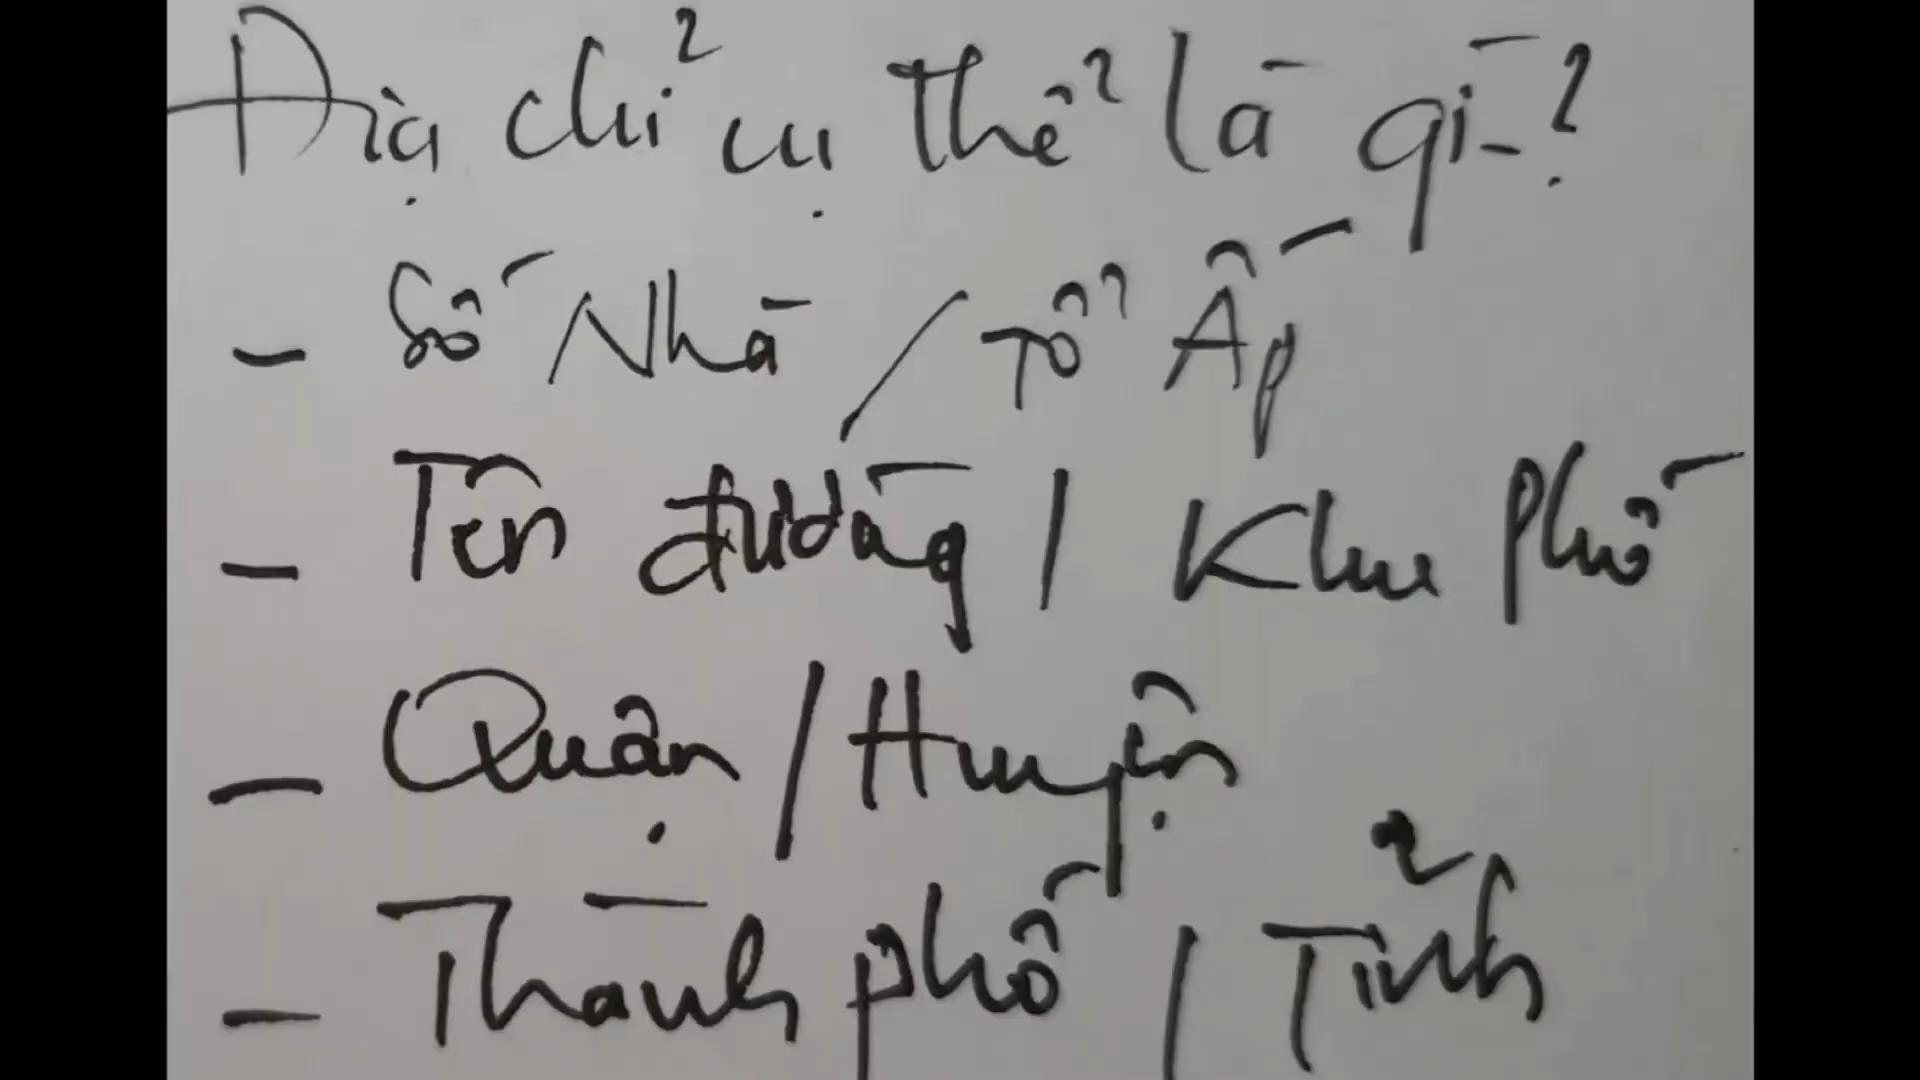 Địa chỉ cụ thể là gì?
- Số Nhà / Tổ Ấp
- Tên đường / Khu phố
- Quận / Huyện
- Thành phố / Tỉnh